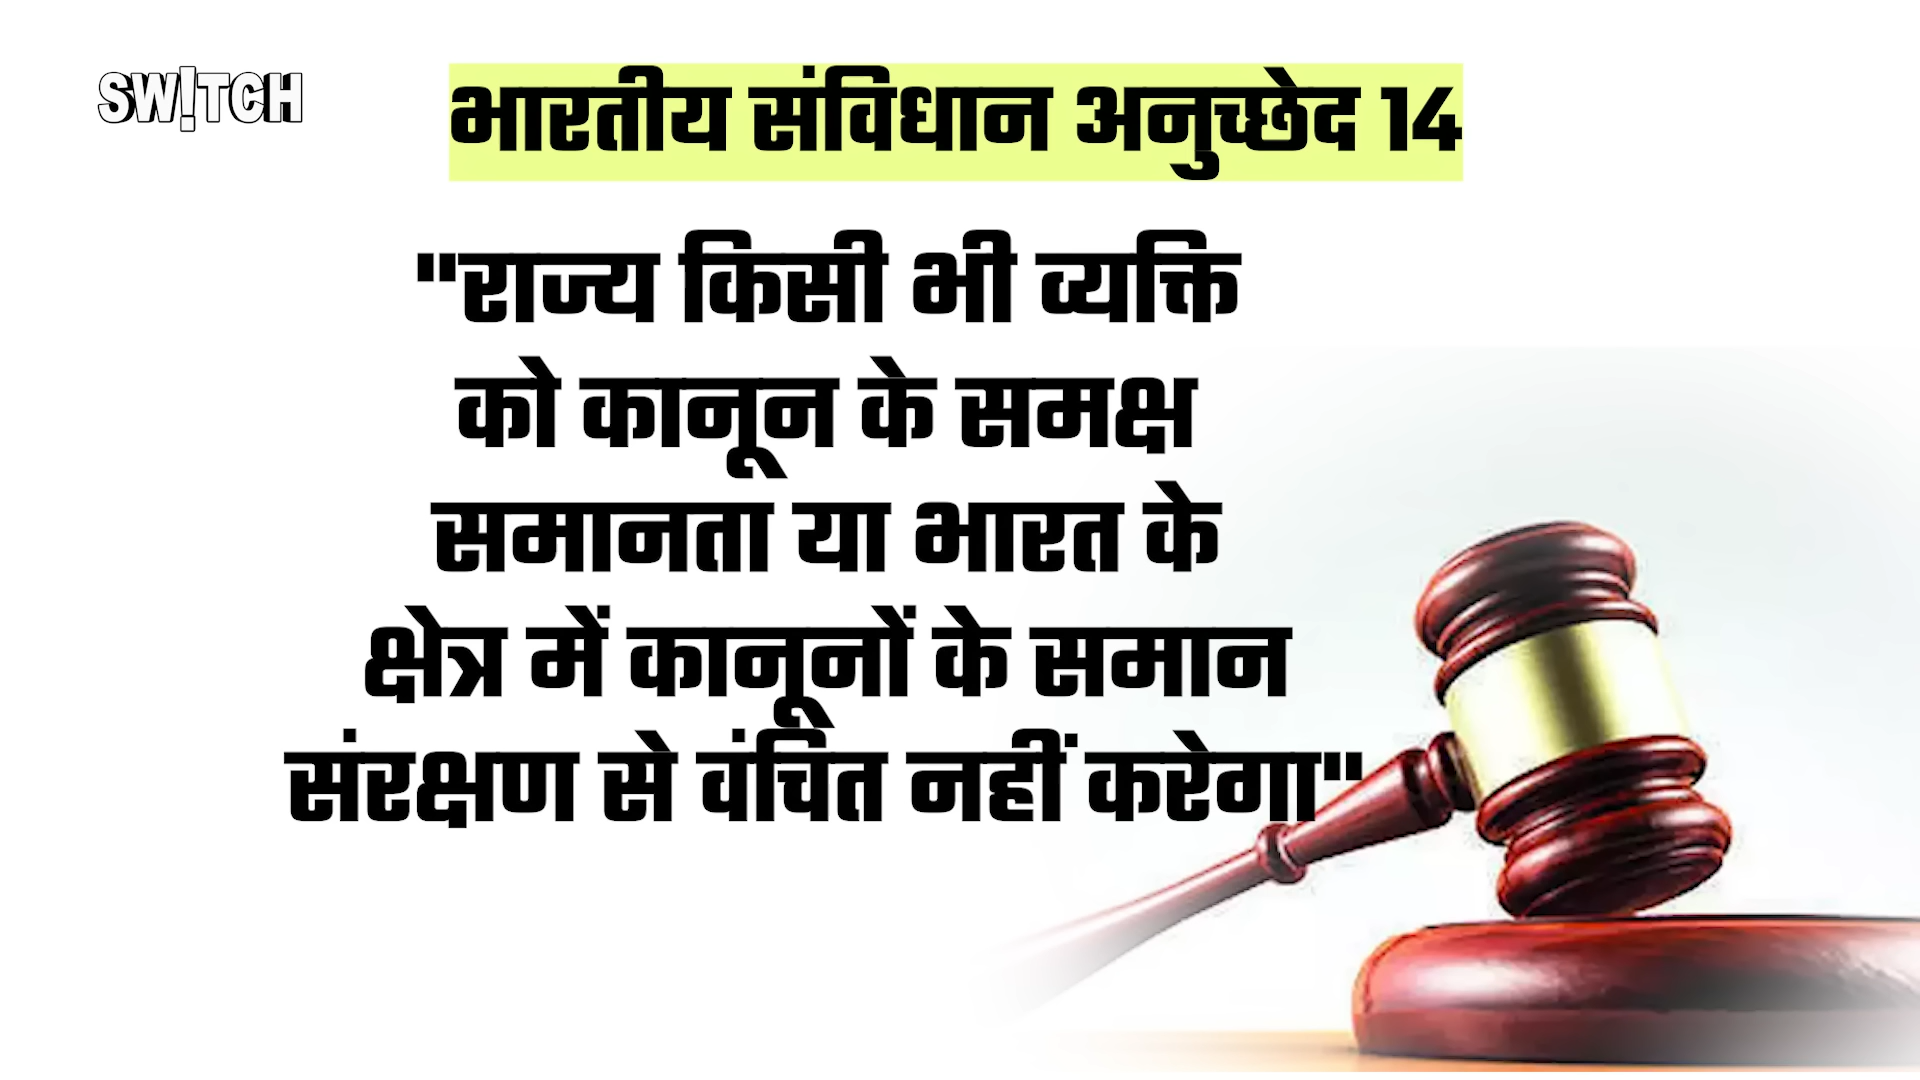 SW!TCH
भारतीय संविधान अनुच्छेद 14
"राज्य किसी भी व्यक्ति
को कानून के समक्ष
समानता या भारत के
क्षेत्र में कानूनों के समान
संरक्षण से वंचित नहीं करेगा"